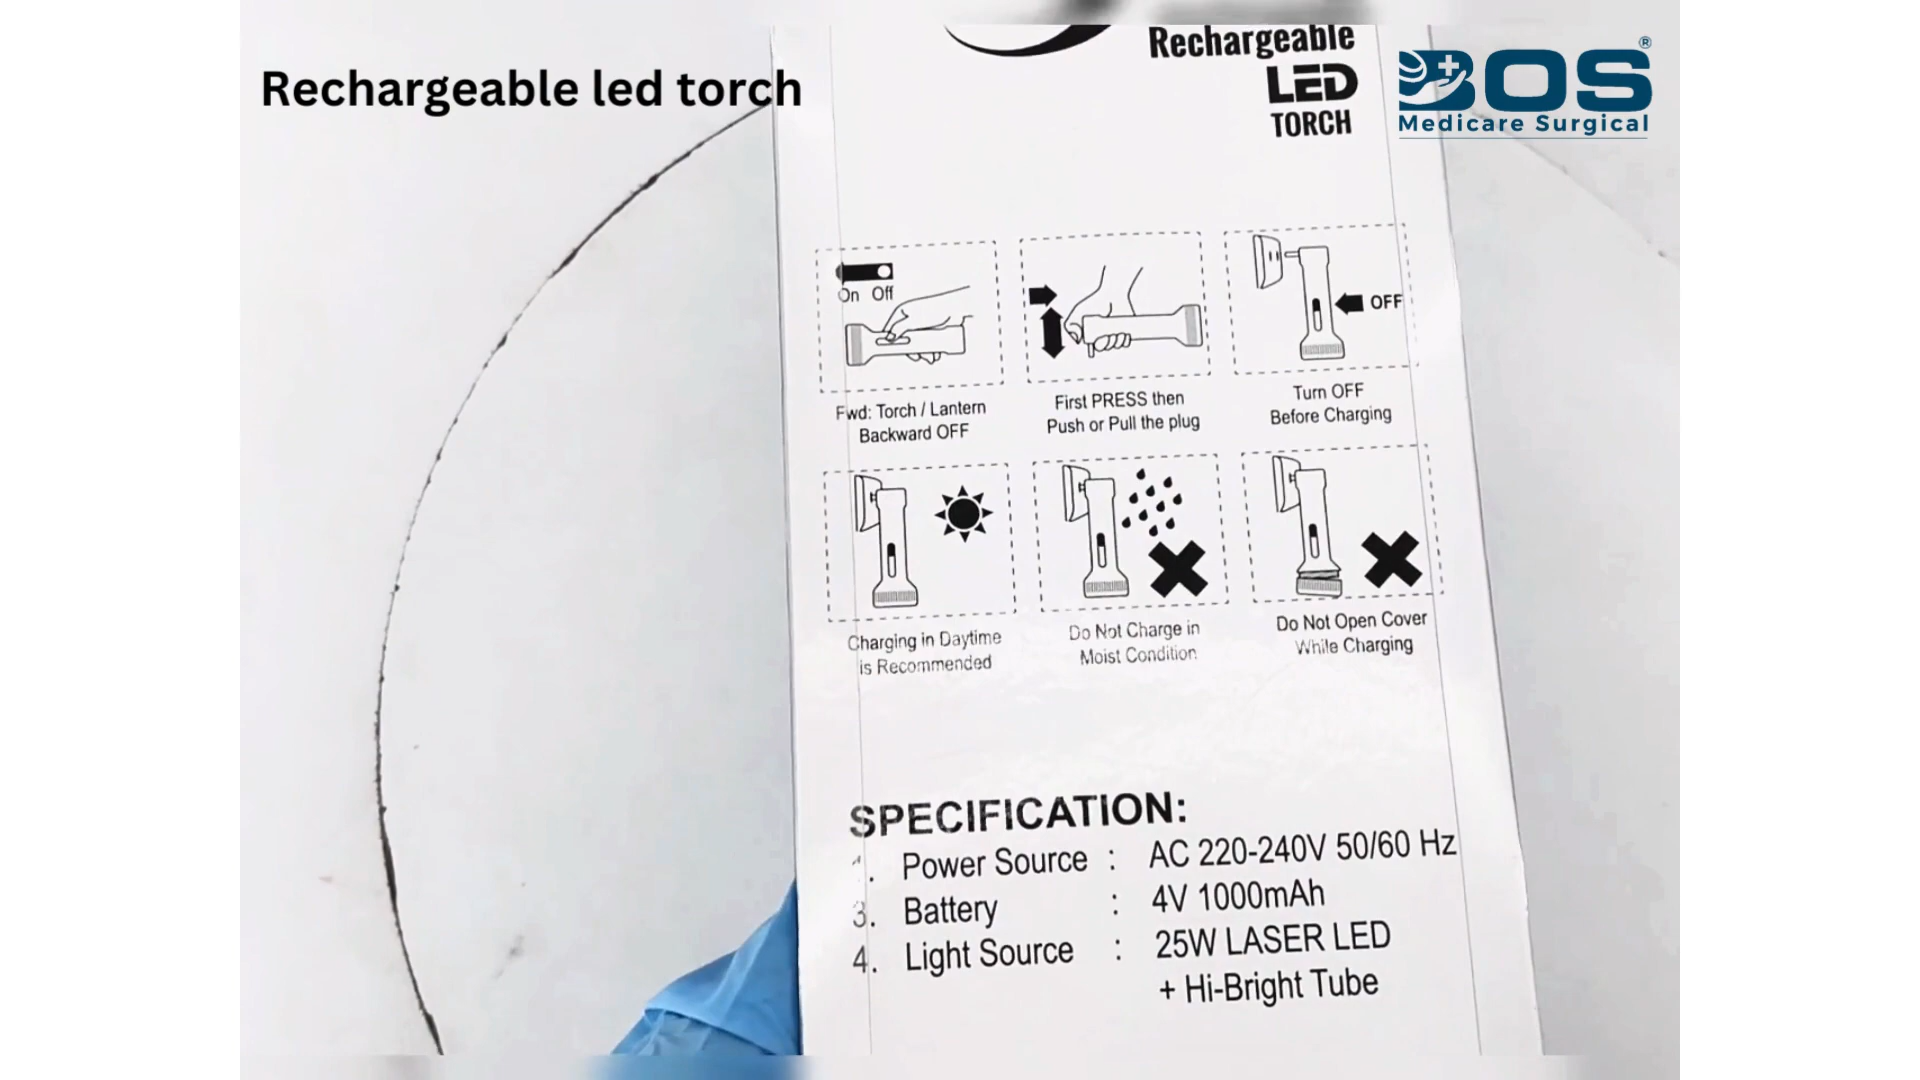 Rechargeable led torch
Rechargeable
LED
TORCH
BOS®
Medicare Surgical
On Off
OFF
Fwd: Torch / Lantern
Backward OFF
First PRESS then
Push or Pull the plug
Turn OFF
Before Charging
Charging in Daytime
is Recommended
Do Not Charge in
Moist Condition
Do Not Open Cover
While Charging
SPECIFICATION:
1. Power Source : AC 220-240V 50/60 Hz
3. Battery : 4V 1000mAh
4. Light Source : 25W LASER LED
+ Hi-Bright Tube